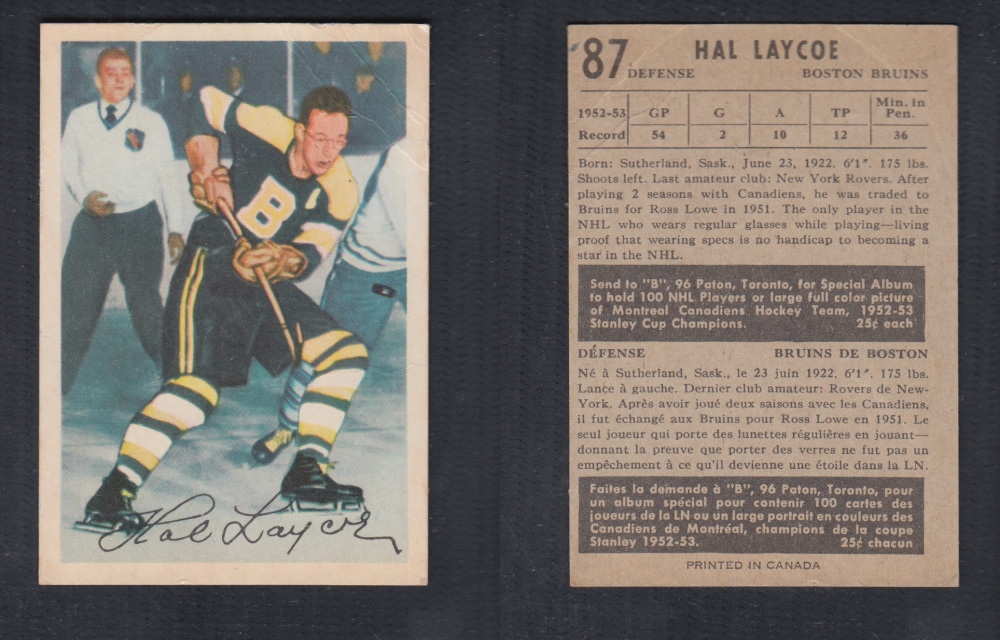 B
A
Hal Laycoe
87
HAL LAYCOE
DEFENSE BOSTON BRUINS
1952-53 GP G A TP Min. in Pen.
Record 54 2 10 12 36
Born: Sutherland, Sask., June 23, 1922. 6'1". 175 lbs.
Shoots left. Last amateur club: New York Rovers. After
playing 2 seasons with Canadiens, he was traded to
Bruins for Ross Lowe in 1951. The only player in the
NHL who wears regular glasses while playing—living
proof that wearing specs is no handicap to becoming a
star in the NHL.
Send to "B", 96 Paton, Toronto, for Special Album
to hold 100 NHL Players or large full color picture
of Montreal Canadiens Hockey Team, 1952-53
Stanley Cup Champions. 25¢ each
DÉFENSE BRUINS DE BOSTON
Né à Sutherland, Sask., le 23 juin 1922. 6'1". 175 lbs.
Lance à gauche. Dernier club amateur: Rovers de New-
York. Après avoir joué deux saisons avec les Canadiens,
il fut échangé aux Bruins pour Ross Lowe en 1951. Le
seul joueur qui porte des lunettes régulières en jouant—
donnant la preuve que porter des verres ne fut pas un
empêchement à ce qu'il devienne une étoile dans la LN.
Faites la demande à "B", 96 Paton, Toronto, pour
un album spécial pour contenir 100 cartes des
joueurs de la LN ou un large portrait en couleurs des
Canadiens de Montréal, champions de la coupe
Stanley 1952-53. 25¢ chacun
PRINTED IN CANADA